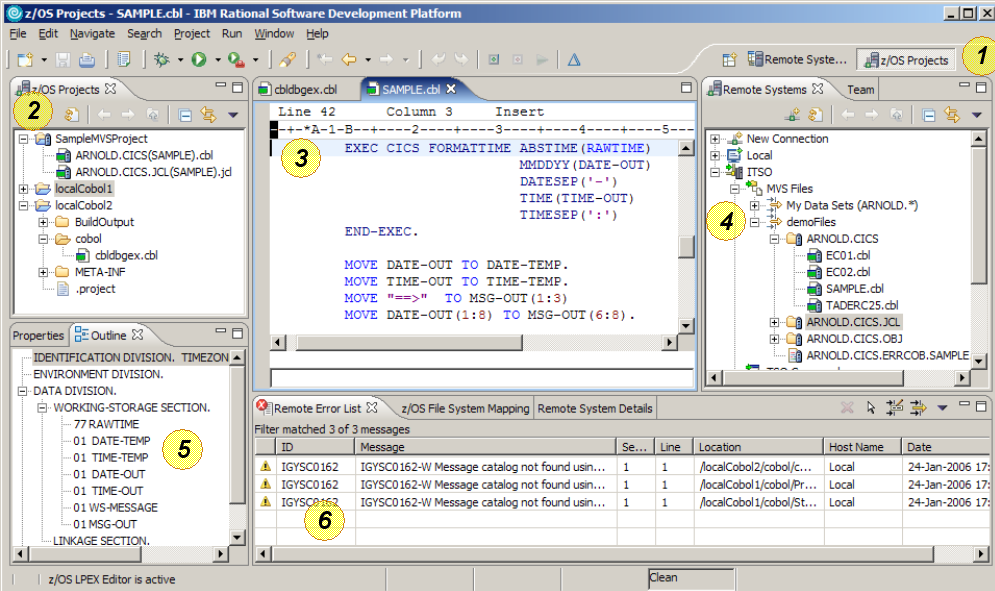 z/OS Projects - SAMPLE.cbl - IBM Rational Software Development Platform
File Edit Navigate Search Project Run Window Help
Remote Syste... z/OS Projects
1
z/OS Projects
2
SampleMVSProject
ARNOLD.CICS(SAMPLE).cbl
ARNOLD.CICS.JCL(SAMPLE).jcl
localCobol1
localCobol2
BuildOutput
cobol
cbldbgex.cbl
META-INF
.project
cbldbgex.cbl SAMPLE.cbl
Line 42 Column 3 Insert
-+-*A-1-B--+----2----+----3----+----4----+----5---
3
EXEC CICS FORMATTIME ABSTIME(RAWTIME)
MMDDYY(DATE-OUT)
DATESEP('-')
TIME(TIME-OUT)
TIMESEP(':')
END-EXEC.
MOVE DATE-OUT TO DATE-TEMP.
MOVE TIME-OUT TO TIME-TEMP.
MOVE "==>" TO MSG-OUT(1:3)
MOVE DATE-OUT(1:8) TO MSG-OUT(6:8).
Remote Systems Team
New Connection
Local
ITSO
MVS Files
My Data Sets (ARNOLD.*)
4
demoFiles
ARNOLD.CICS
EC01.cbl
EC02.cbl
SAMPLE.cbl
TADERC25.cbl
ARNOLD.CICS.JCL
ARNOLD.CICS.OBJ
ARNOLD.CICS.ERRCOB.SAMPLE
Properties Outline
IDENTIFICATION DIVISION. TIMEZON
ENVIRONMENT DIVISION.
DATA DIVISION.
WORKING-STORAGE SECTION.
77 RAWTIME
01 DATE-TEMP
01 TIME-TEMP
01 DATE-OUT
01 TIME-OUT
01 WS-MESSAGE
01 MSG-OUT
LINKAGE SECTION.
5
Remote Error List z/OS File System Mapping Remote System Details
Filter matched 3 of 3 messages
ID Message Se... Line Location Host Name Date
IGYSC0162 IGYSC0162-W Message catalog not found usin... 1 1 /localCobol2/cobol/c... Local 24-Jan-2006 17:
IGYSC0162 IGYSC0162-W Message catalog not found usin... 1 1 /localCobol1/cobol/Pr... Local 24-Jan-2006 17:
IGYSC0162 IGYSC0162-W Message catalog not found usin... 1 1 /localCobol1/cobol/St... Local 24-Jan-2006 17:
6
z/OS LPEX Editor is active
Clean